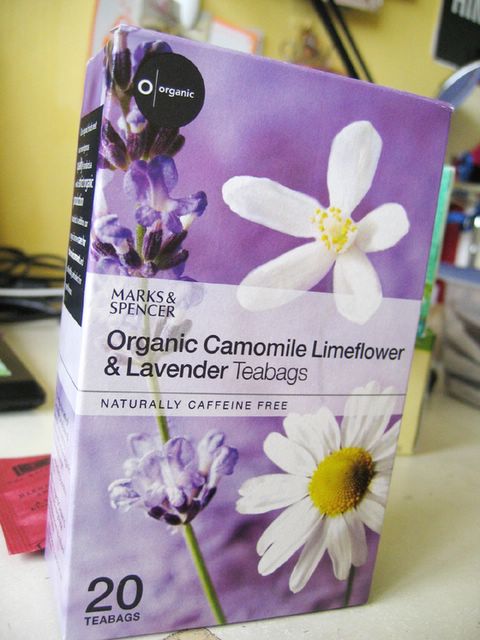 O organic
MARKS &
SPENCER
Organic Camomile Limeflower
& Lavender Teabags
NATURALLY CAFFEINE FREE
20
TEABAGS